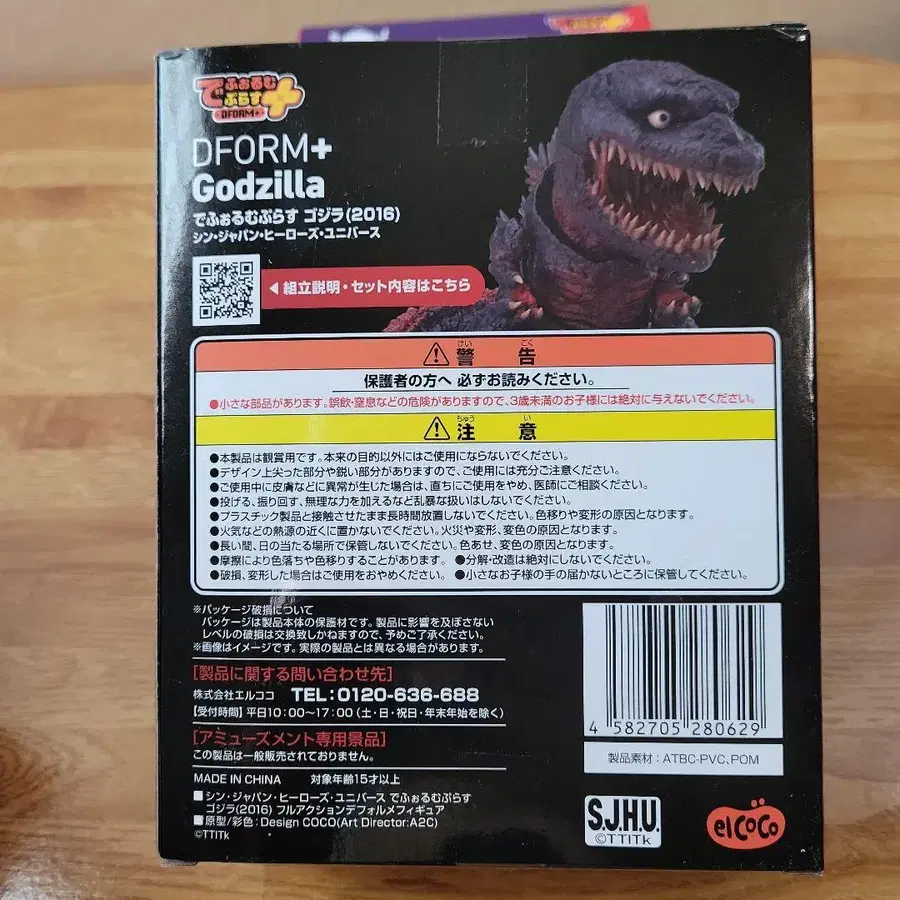 でふぉるむ
ぷらす
DFORM+
DFORM+
Godzilla
でふぉるむぷらす ゴジラ(2016)
シン・ジャパン・ヒーローズ・ユニバース
◀ 組立説明・セット内容はこちら
⚠ 警告
けい こく
保護者の方へ 必ずお読みください。
●小さな部品があります。誤飲・窒息などの危険がありますので、3歳未満のお子様には絶対に与えないでください。
⚠ 注意
ちゅう い
●本製品は観賞用です。本来の目的以外にはご使用にならないでください。
●デザイン上尖った部分や鋭い部分がありますので、ご使用には充分ご注意ください。
●ご使用中に皮膚などに異常が生じた場合は、直ちにご使用をやめ、医師にご相談ください。
●投げる、振り回す、無理な力を加えるなど乱暴な扱いはしないでください。
●プラスチック製品と接触させたまま長時間放置しないでください。色移りや変形の原因となります。
●火気などの熱源の近くに置かないでください。火災や変形、変色の原因となります。
●長い間、日の当たる場所で保管しないでください。色あせ、変色の原因となります。
●摩擦により色落ちや色移りすることがあります。 ●分解・改造は絶対にしないでください。
●破損、変形した場合はご使用をおやめください。 ●小さなお子様の手の届かないところに保管してください。
※パッケージ破損について
パッケージは製品本体の保護材です。製品に影響を及ぼさない
レベルの破損は交換致しかねますので、予めご了承ください。
※画像はイメージです。実際の製品とは異なる場合があります。
[製品に関する問い合わせ先]
株式会社エルココ TEL:0120-636-688
【受付時間】平日10:00〜17:00(土・日・祝日・年末年始を除く)
[アミューズメント専用景品]
この製品は一般販売されておりません。
MADE IN CHINA 対象年齢15才以上
■シン・ジャパン・ヒーローズ・ユニバース でふぉるむぷらす
ゴジラ(2016) フルアクションデフォルメフィギュア
■原型/彩色:Design COCO(Art Director:A2C)
©TTITk
4 582705 280629
製品素材:ATBC-PVC、POM
S.J.H.U.
©TTITk
elCOCO